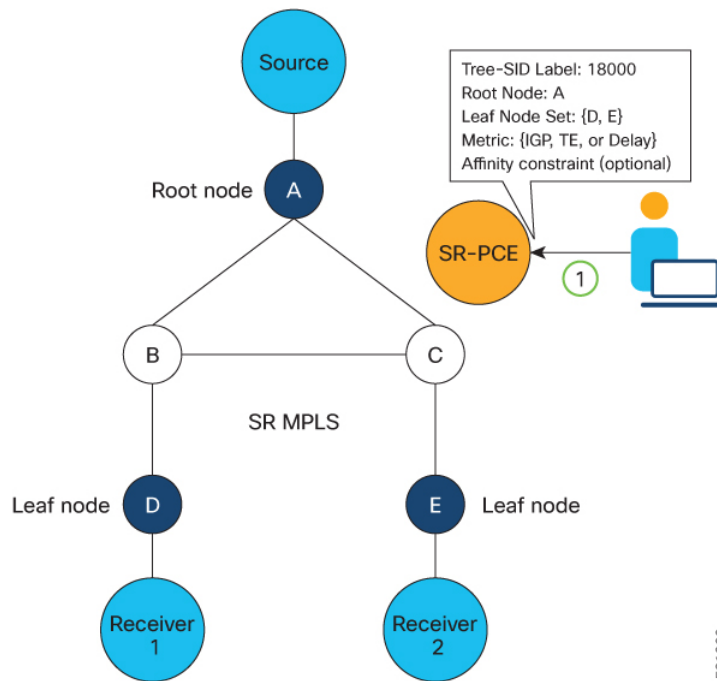 Source
Tree-SID Label: 18000
Root Node: A
Leaf Node Set: {D, E}
Metric: {IGP, TE, or Delay}
Affinity constraint (optional)
Root node
A
SR-PCE
1
B
C
SR MPLS
Leaf node
D
E
Leaf node
Receiver
1
Receiver
2